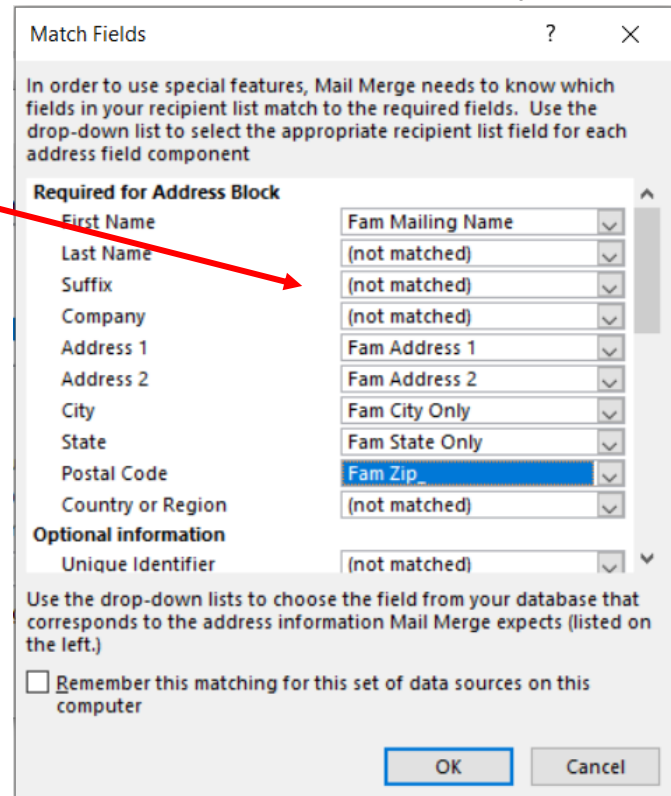 Match Fields ? ×
In order to use special features, Mail Merge needs to know which
fields in your recipient list match to the required fields.  Use the
drop-down list to select the appropriate recipient list field for each
address field component
Required for Address Block
First Name Fam Mailing Name
Last Name (not matched)
Suffix (not matched)
Company (not matched)
Address 1 Fam Address 1
Address 2 Fam Address 2
City Fam City Only
State Fam State Only
Postal Code Fam Zip_
Country or Region (not matched)
Optional information
Unique Identifier (not matched)
Use the drop-down lists to choose the field from your database that
corresponds to the address information Mail Merge expects (listed on
the left.)
Remember this matching for this set of data sources on this
computer
OK Cancel